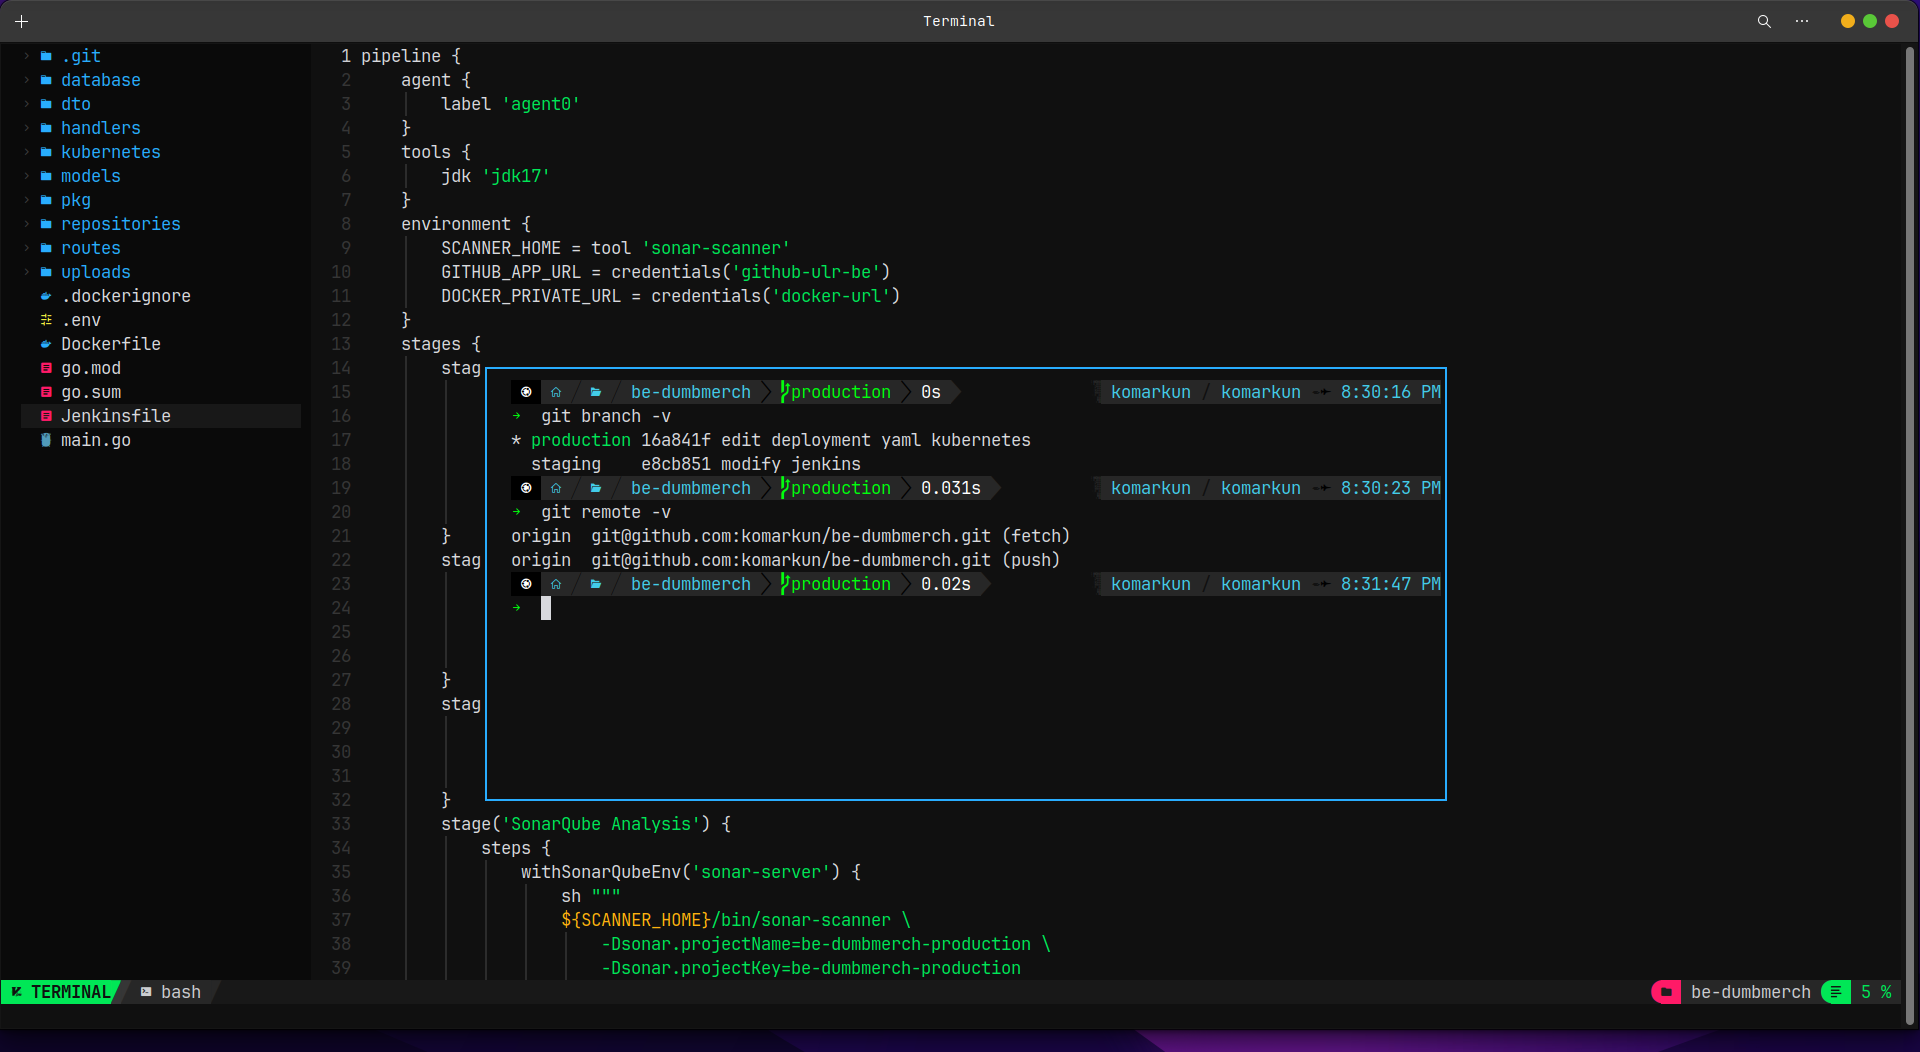 Terminal
.git
database
dto
handlers
kubernetes
models
pkg
repositories
routes
uploads
.dockerignore
.env
Dockerfile
go.mod
go.sum
Jenkinsfile
main.go
1 pipeline {
2 agent {
3 label 'agent0'
4 }
5 tools {
6 jdk 'jdk17'
7 }
8 environment {
9 SCANNER_HOME = tool 'sonar-scanner'
10 GITHUB_APP_URL = credentials('github-ulr-be')
11 DOCKER_PRIVATE_URL = credentials('docker-url')
12 }
13 stages {
14 stag
15
16
17
18
19
20
21 }
22 stag
23
24
25
26
27 }
28 stag
29
30
31
32 }
33 stage('SonarQube Analysis') {
34 steps {
35 withSonarQubeEnv('sonar-server') {
36 sh """
37 ${SCANNER_HOME}/bin/sonar-scanner \
38 -Dsonar.projectName=be-dumbmerch-production \
39 -Dsonar.projectKey=be-dumbmerch-production
be-dumbmerch production 0s komarkun / komarkun 8:30:16 PM
→ git branch -v
* production 16a841f edit deployment yaml kubernetes
staging e8cb851 modify jenkins
be-dumbmerch production 0.031s komarkun / komarkun 8:30:23 PM
→ git remote -v
origin git@github.com:komarkun/be-dumbmerch.git (fetch)
origin git@github.com:komarkun/be-dumbmerch.git (push)
be-dumbmerch production 0.02s komarkun / komarkun 8:31:47 PM
→
TERMINAL bash be-dumbmerch 5 %